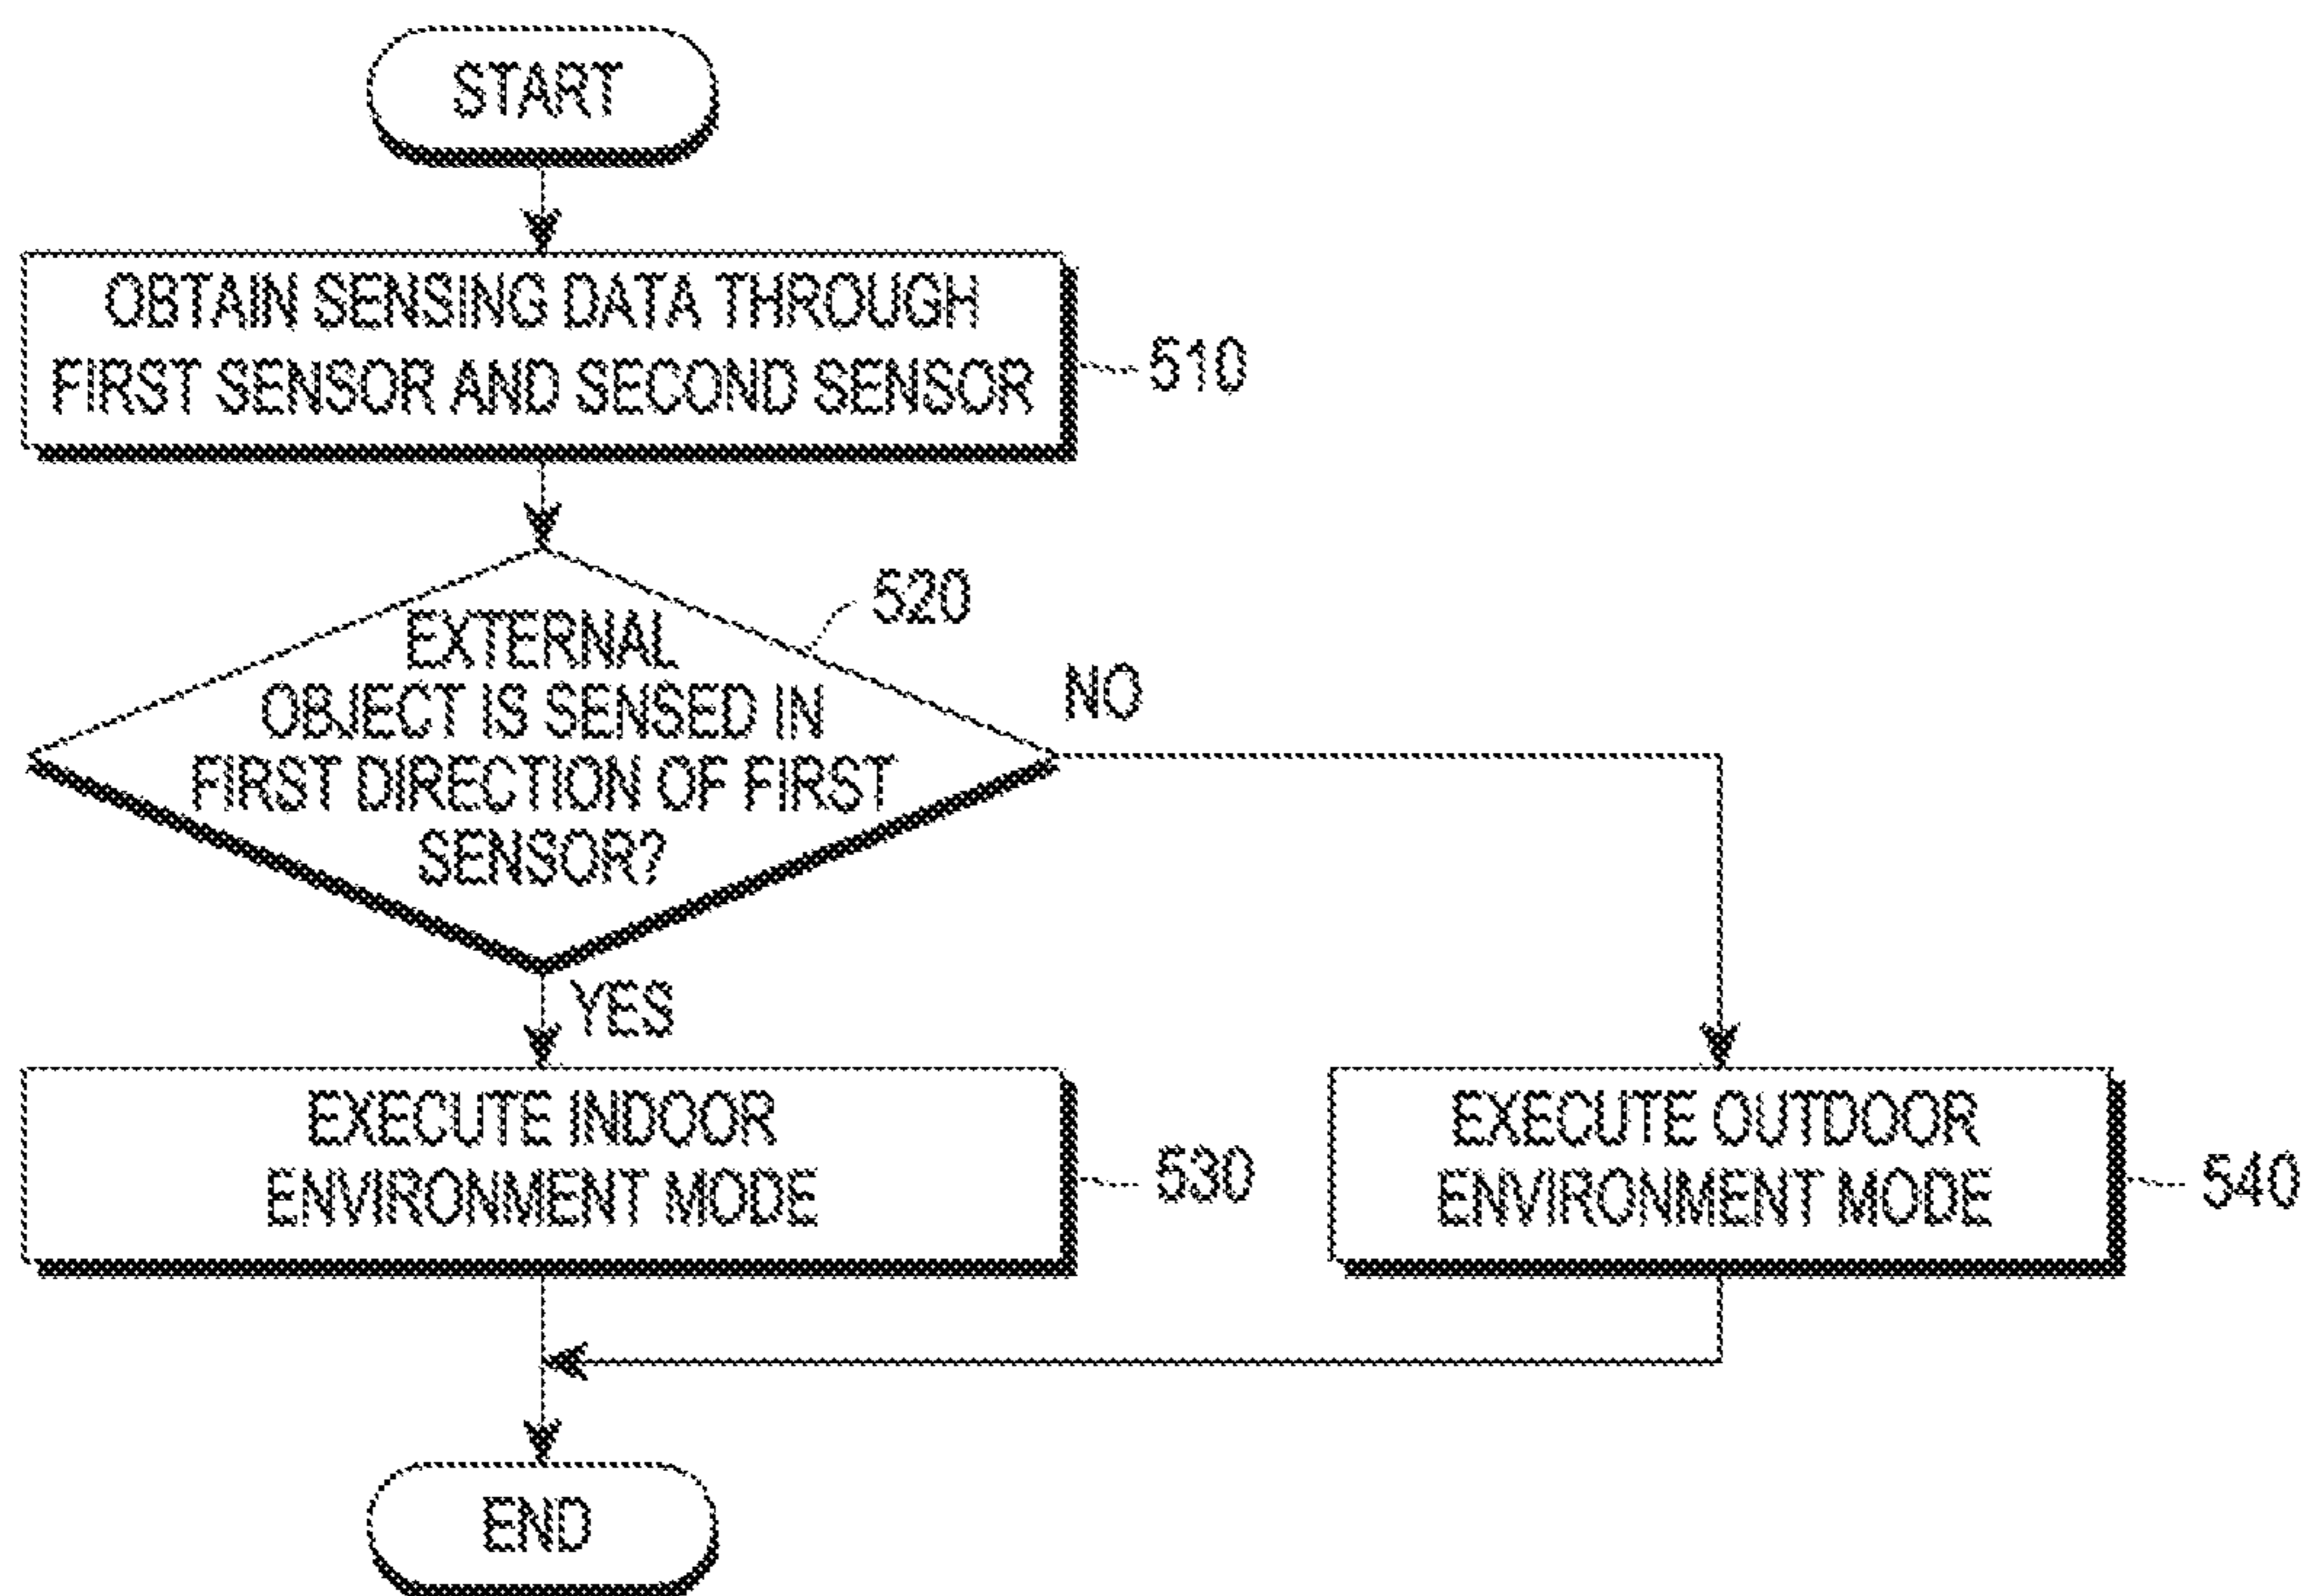 START
OBTAIN SENSING DATA THROUGH
FIRST SENSOR AND SECOND SENSOR
510
520
EXTERNAL
OBJECT IS SENSED IN
FIRST DIRECTION OF FIRST
SENSOR?
NO
YES
EXECUTE INDOOR
ENVIRONMENT MODE
530
EXECUTE OUTDOOR
ENVIRONMENT MODE
540
END